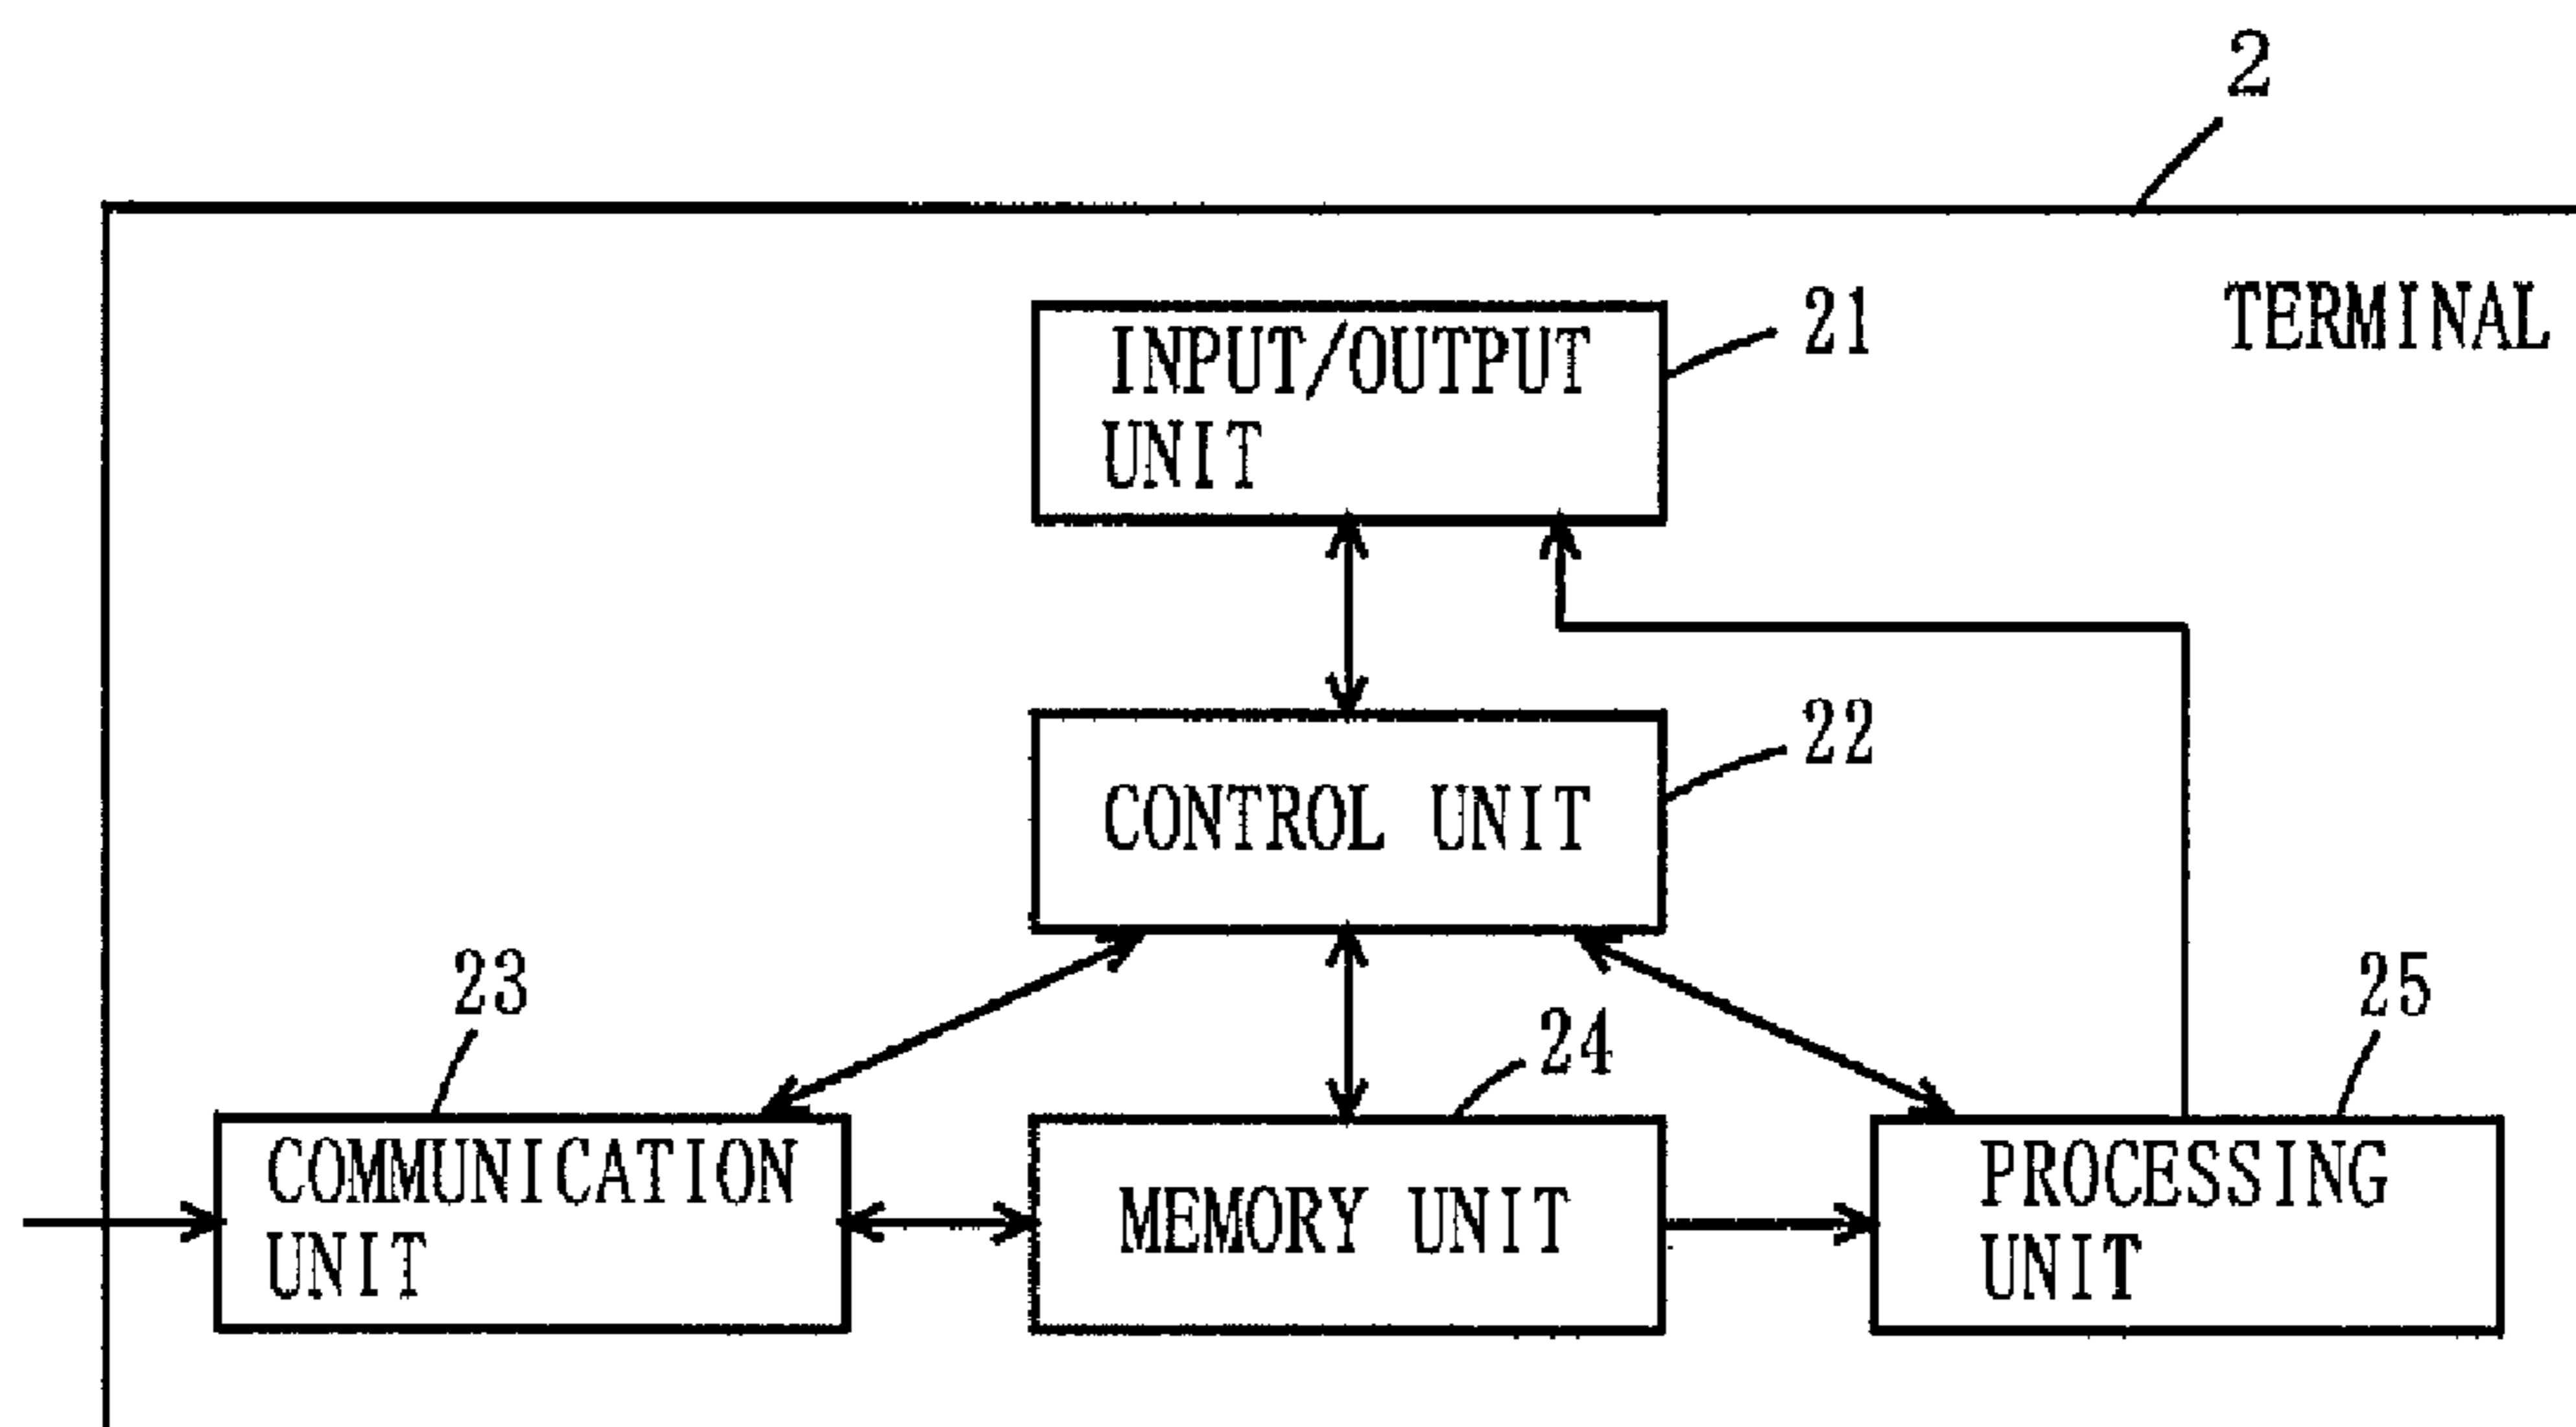 2
TERMINAL
INPUT/OUTPUT
UNIT
21
CONTROL UNIT
22
23
COMMUNICATION
UNIT
24
MEMORY UNIT
25
PROCESSING
UNIT